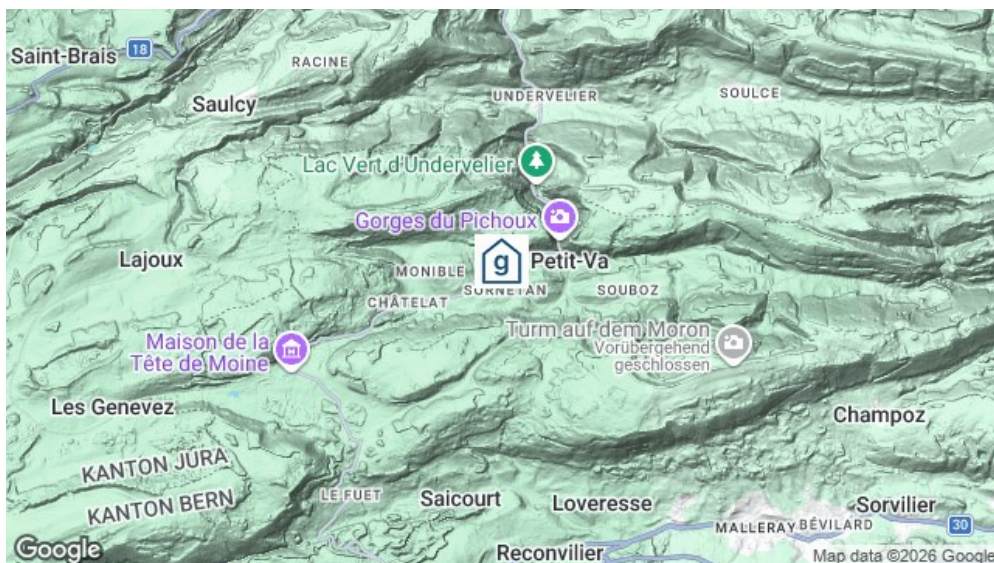 Saint-Brais
18
RACINE
Saulcy
UNDERVELIER
SOULCE
Lac Vert d'Undervelier
Gorges du Pichoux
Lajoux
g
Petit-Va
MONIBLE
SORNETAN
SOUBOZ
CHÂTELAT
Turm auf dem Moron
Vorübergehend
geschlossen
Maison de la
Tête de Moine
Les Genevez
Champoz
KANTON JURA
KANTON BERN
LE FUET
Saicourt
Loveresse
Sorvilier
MALLERAY
BÉVILARD
30
Reconvilier
Google
Map data ©2026 Google